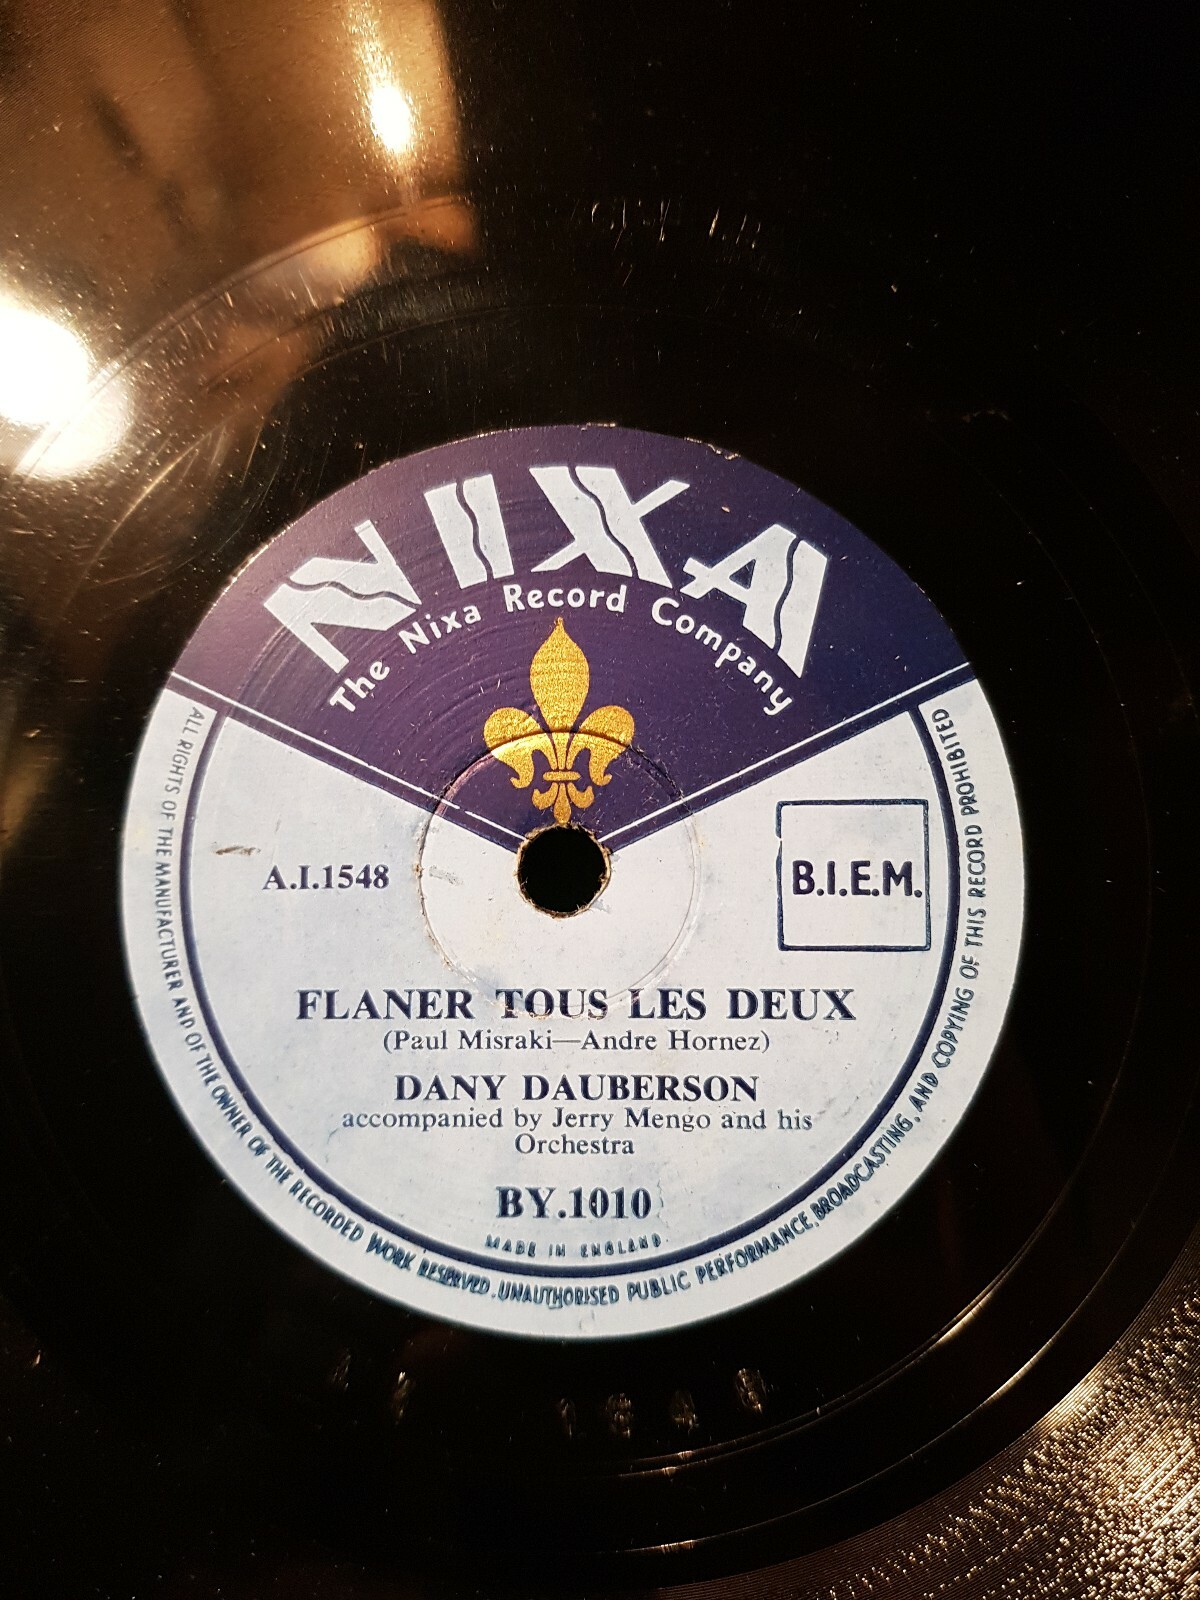 NIXA
The Nixa Record Company
A.I.1548
B.I.E.M.
FLANER TOUS LES DEUX
(Paul Misraki—Andre Hornez)
DANY DAUBERSON
accompanied by Jerry Mengo and his
Orchestra
BY.1010
MADE IN ENGLAND
ALL RIGHTS OF THE MANUFACTURER AND OF THE OWNER OF THE RECORDED WORK RESERVED. UNAUTHORISED PUBLIC PERFORMANCE, BROADCASTING, AND COPYING OF THIS RECORD PROHIBITED